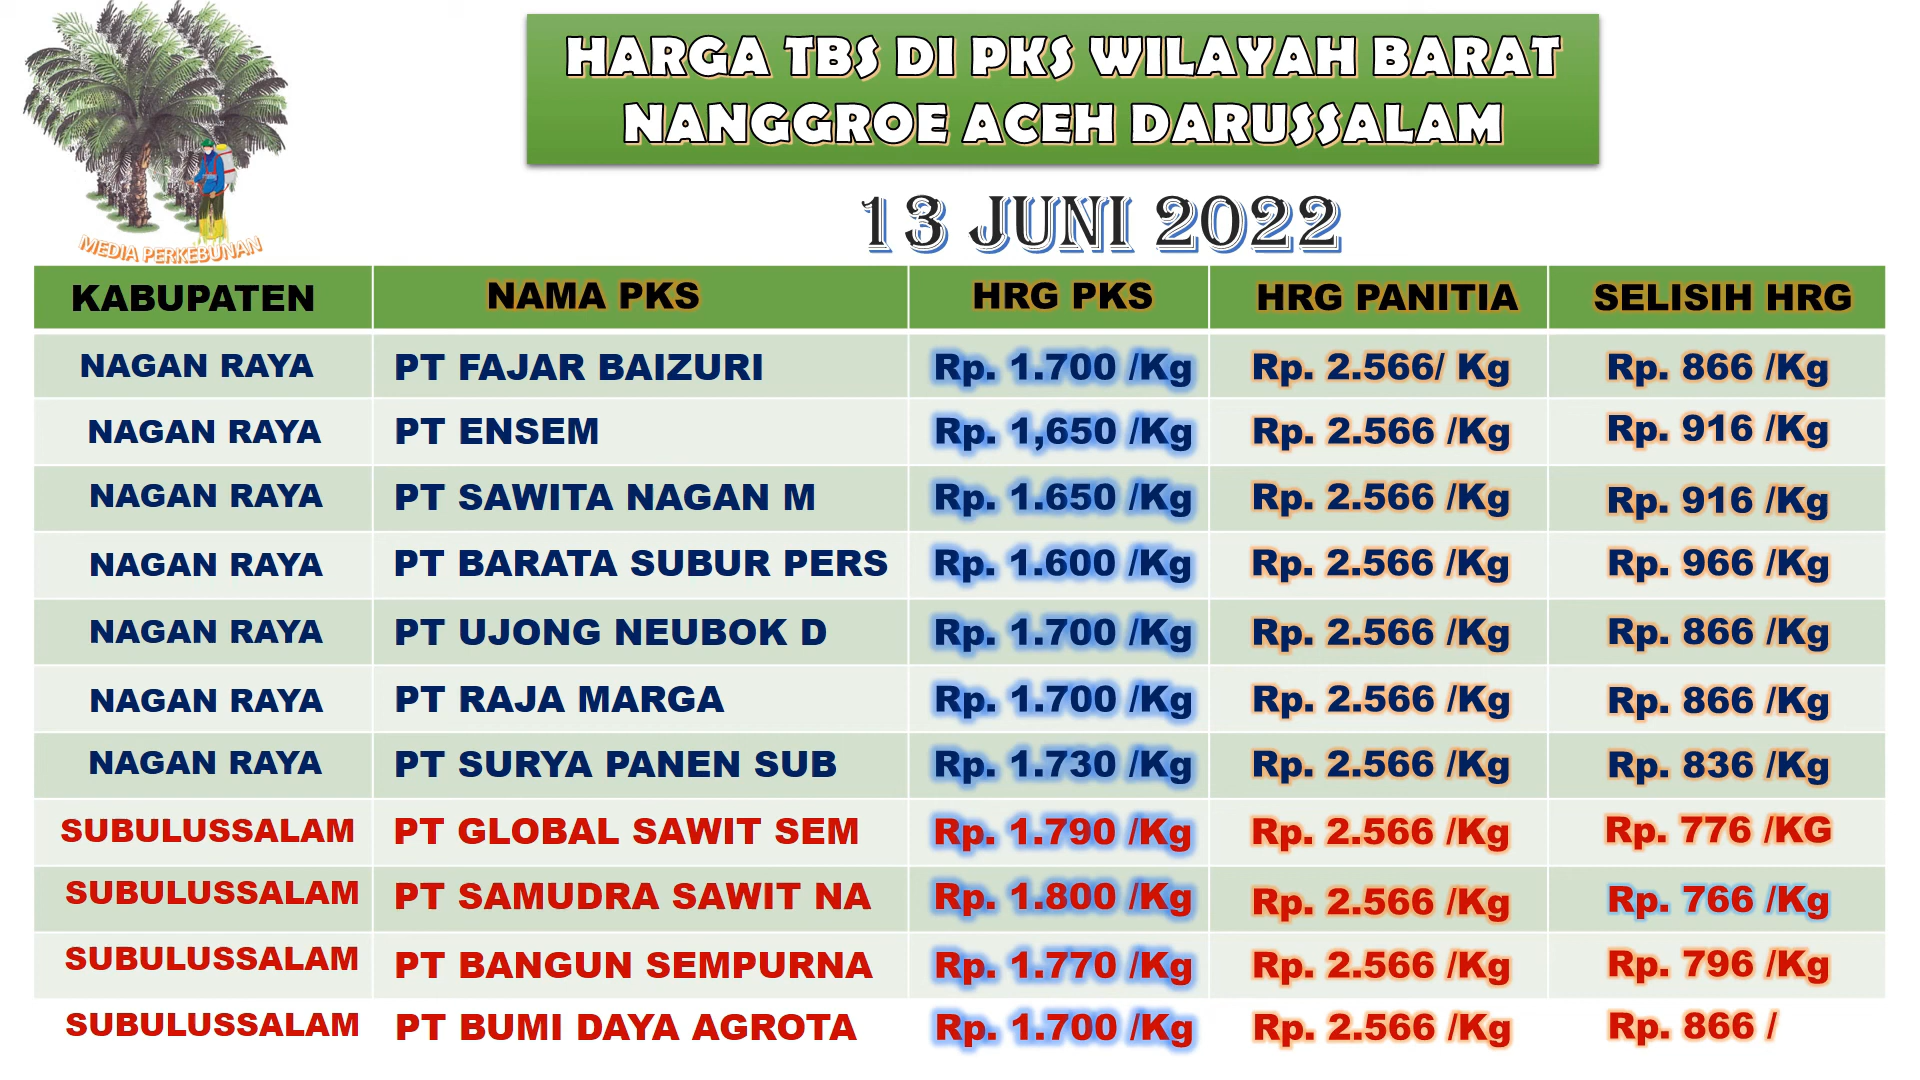 MEDIA PERKEBUNAN
HARGA TBS DI PKS WILAYAH BARAT
NANGGROE ACEH DARUSSALAM
13 JUNI 2022
KABUPATEN NAMA PKS HRG PKS HRG PANITIA SELISIH HRG
NAGAN RAYA PT FAJAR BAIZURI Rp. 1.700 /Kg Rp. 2.566/ Kg Rp. 866 /Kg
NAGAN RAYA PT ENSEM Rp. 1,650 /Kg Rp. 2.566 /Kg Rp. 916 /Kg
NAGAN RAYA PT SAWITA NAGAN M Rp. 1.650 /Kg Rp. 2.566 /Kg Rp. 916 /Kg
NAGAN RAYA PT BARATA SUBUR PERS Rp. 1.600 /Kg Rp. 2.566 /Kg Rp. 966 /Kg
NAGAN RAYA PT UJONG NEUBOK D Rp. 1.700 /Kg Rp. 2.566 /Kg Rp. 866 /Kg
NAGAN RAYA PT RAJA MARGA Rp. 1.700 /Kg Rp. 2.566 /Kg Rp. 866 /Kg
NAGAN RAYA PT SURYA PANEN SUB Rp. 1.730 /Kg Rp. 2.566 /Kg Rp. 836 /Kg
SUBULUSSALAM PT GLOBAL SAWIT SEM Rp. 1.790 /Kg Rp. 2.566 /Kg Rp. 776 /KG
SUBULUSSALAM PT SAMUDRA SAWIT NA Rp. 1.800 /Kg Rp. 2.566 /Kg Rp. 766 /Kg
SUBULUSSALAM PT BANGUN SEMPURNA Rp. 1.770 /Kg Rp. 2.566 /Kg Rp. 796 /Kg
SUBULUSSALAM PT BUMI DAYA AGROTA Rp. 1.700 /Kg Rp. 2.566 /Kg Rp. 866 /